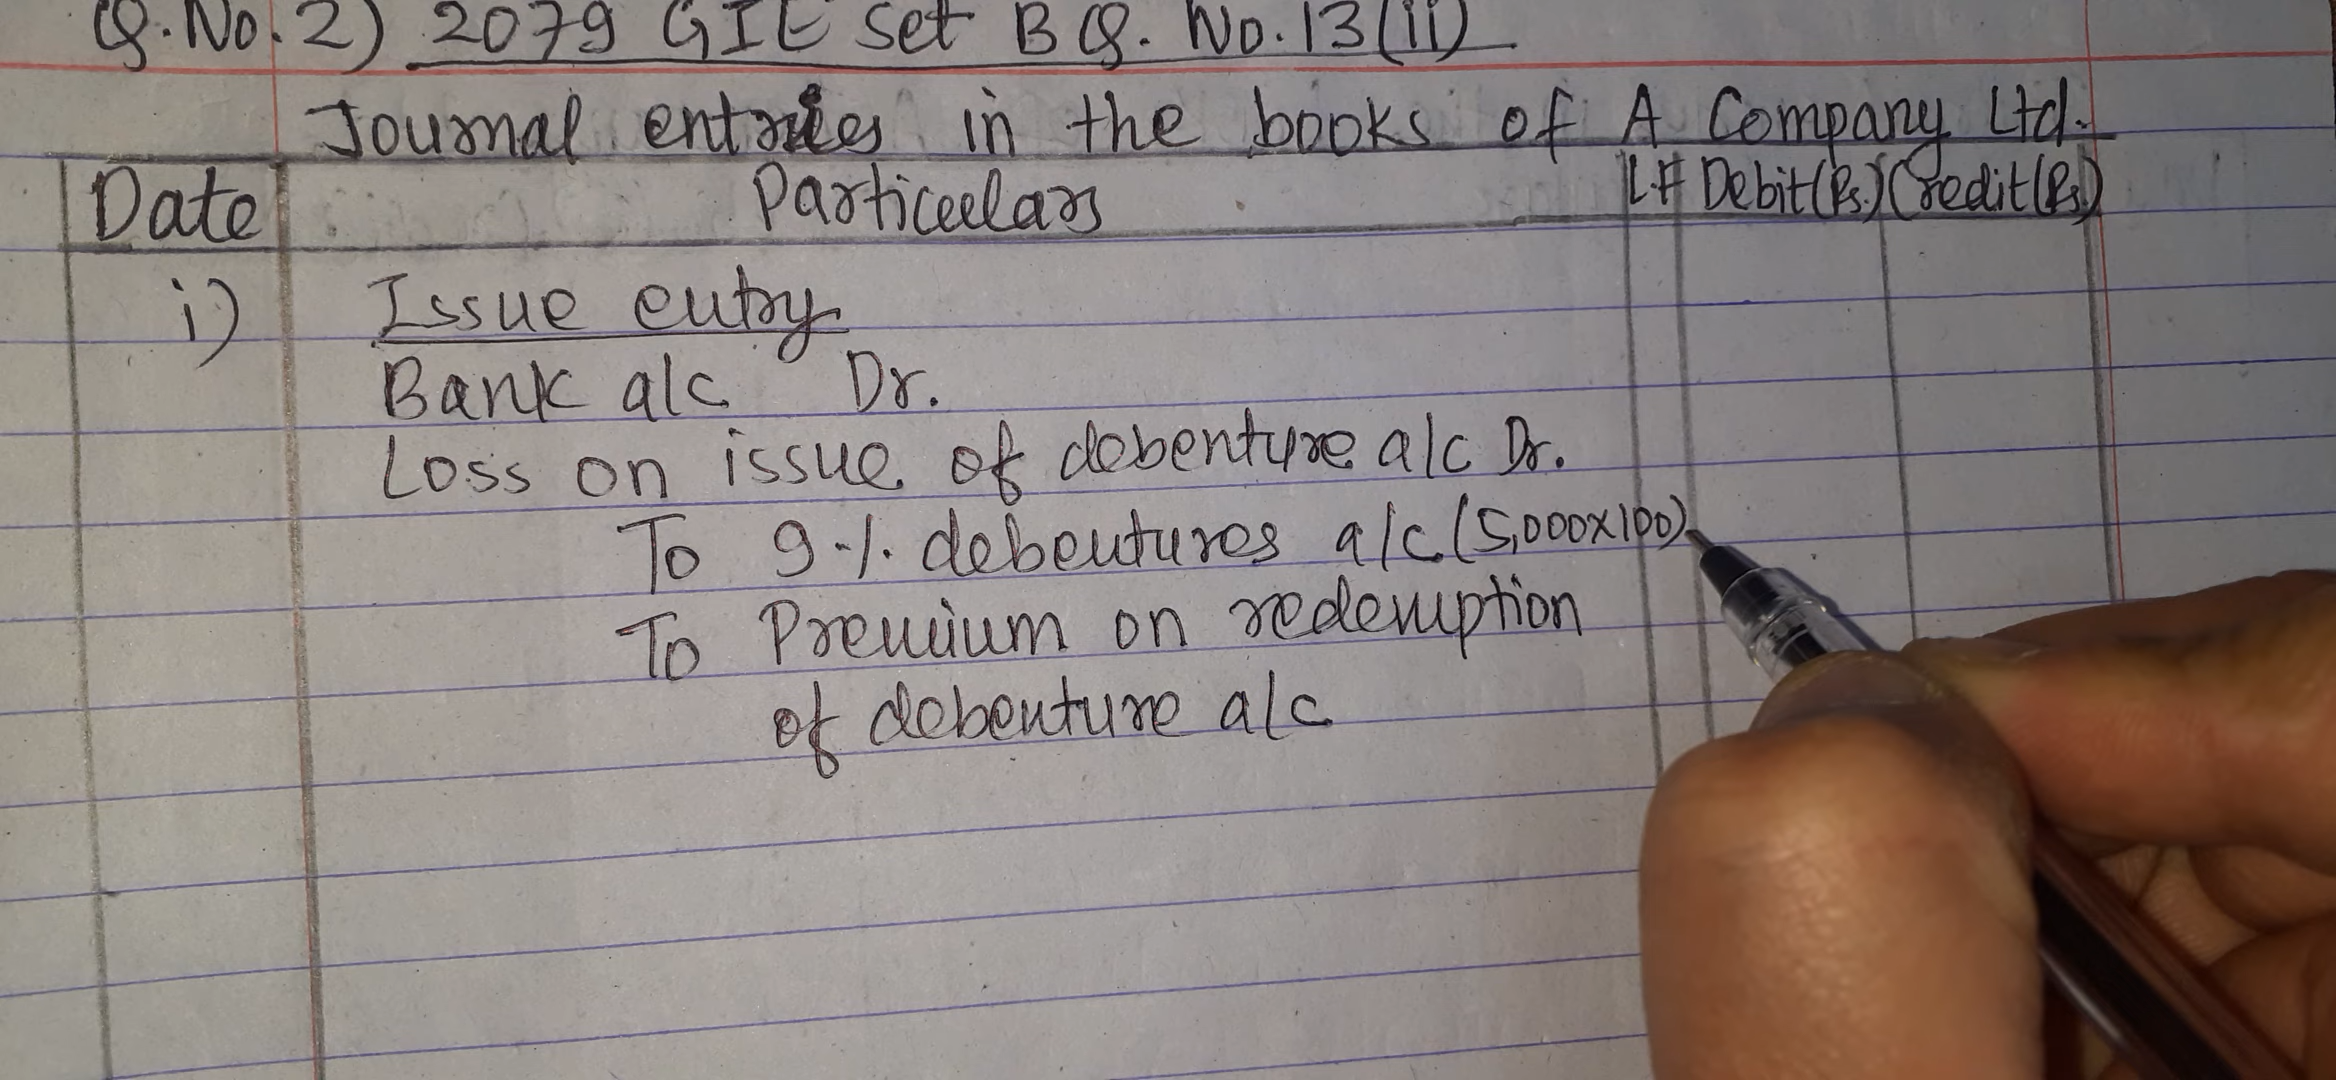 Q.No.2) 2079 GIE Set B Q. No.13(ii)
Journal entries in the books of A Company Ltd.
Date Particulars L.F Debit(Rs.) Credit(Rs.)
i) Issue entry
Bank a/c Dr.
Loss on issue of debenture a/c Dr.
To 9% debentures a/c (5,000x100)
To Premium on redemption
of debenture a/c